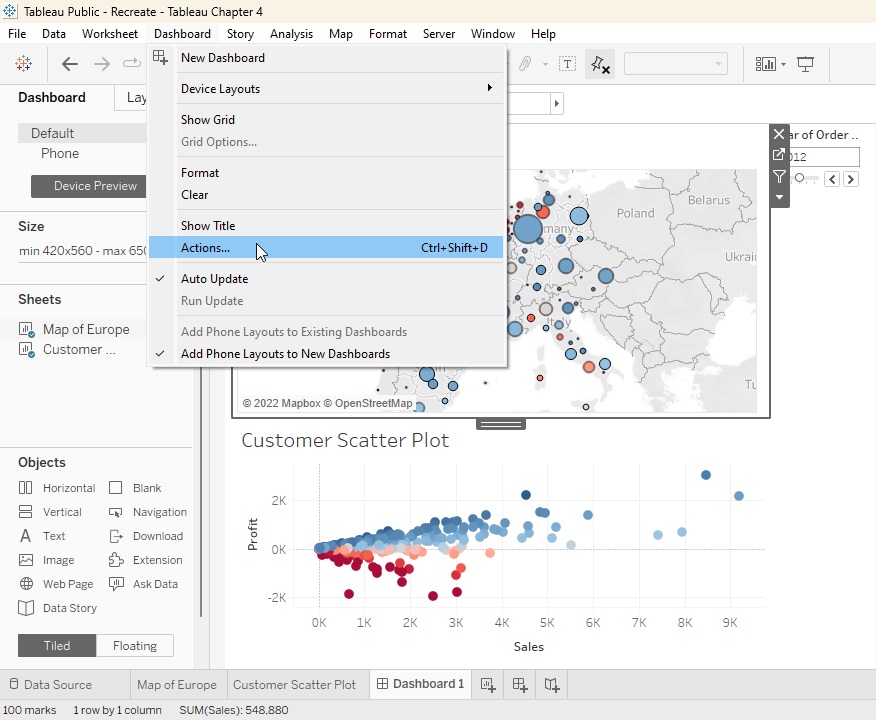 Tableau Public - Recreate - Tableau Chapter 4
File Data Worksheet Dashboard Story Analysis Map Format Server Window Help
New Dashboard
Device Layouts
Show Grid
Grid Options...
Format
Clear
Show Title
Actions... Ctrl+Shift+D
Auto Update
Run Update
Add Phone Layouts to Existing Dashboards
Add Phone Layouts to New Dashboards
Dashboard Lay
Default
Phone
Device Preview
Size
min 420x560 - max 650
Sheets
Map of Europe
Customer ...
Objects
Horizontal Blank
Vertical Navigation
Text Download
Image Extension
Web Page Ask Data
Data Story
Tiled Floating
ar of Order ..
012
Poland
Belarus
many
Ukrai
Italy
Tu
© 2022 Mapbox © OpenStreetMap
Customer Scatter Plot
Profit
2K
0K
-2K
0K 1K 2K 3K 4K 5K 6K 7K 8K 9K
Sales
Data Source Map of Europe Customer Scatter Plot Dashboard 1
100 marks 1 row by 1 column SUM(Sales): 548,880